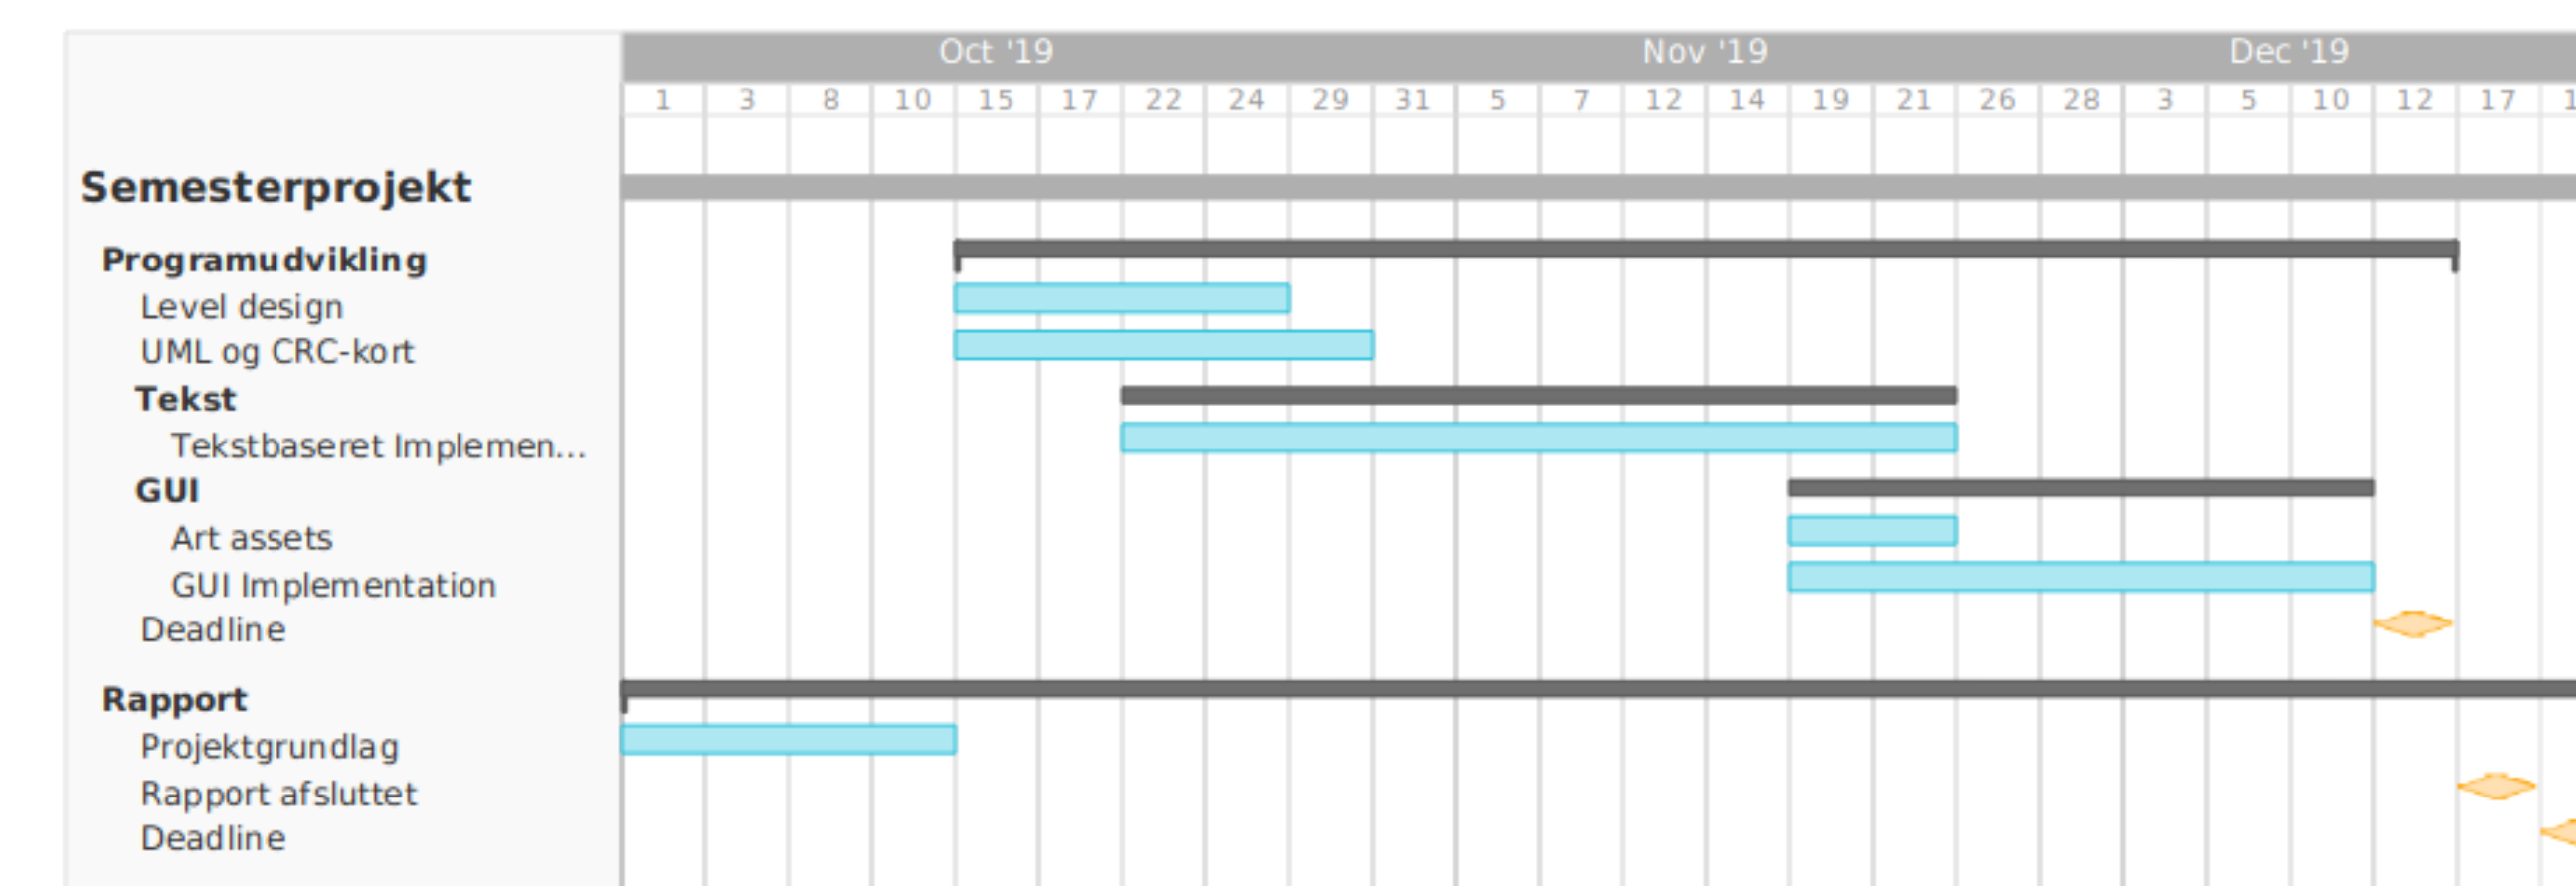 Oct '19 Nov '19 Dec '19
1 3 8 10 15 17 22 24 29 31 5 7 12 14 19 21 26 28 3 5 10 12 17
Semesterprojekt
Programudvikling
Level design
UML og CRC-kort
Tekst
Tekstbaseret Implemen...
GUI
Art assets
GUI Implementation
Deadline
Rapport
Projektgrundlag
Rapport afsluttet
Deadline